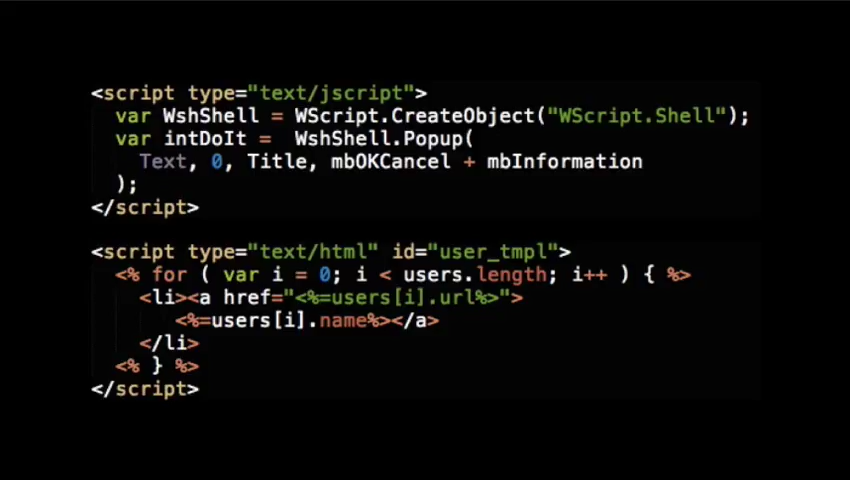 <script type="text/jscript">
var WshShell = WScript.CreateObject("WScript.Shell");
var intDoIt =  WshShell.Popup(
Text, 0, Title, mbOKCancel + mbInformation
);
</script>
<script type="text/html" id="user_tmpl">
<% for ( var i = 0; i < users.length; i++ ) { %>
<li><a href="<%=users[i].url%>">
<%=users[i].name%></a>
</li>
<% } %>
</script>